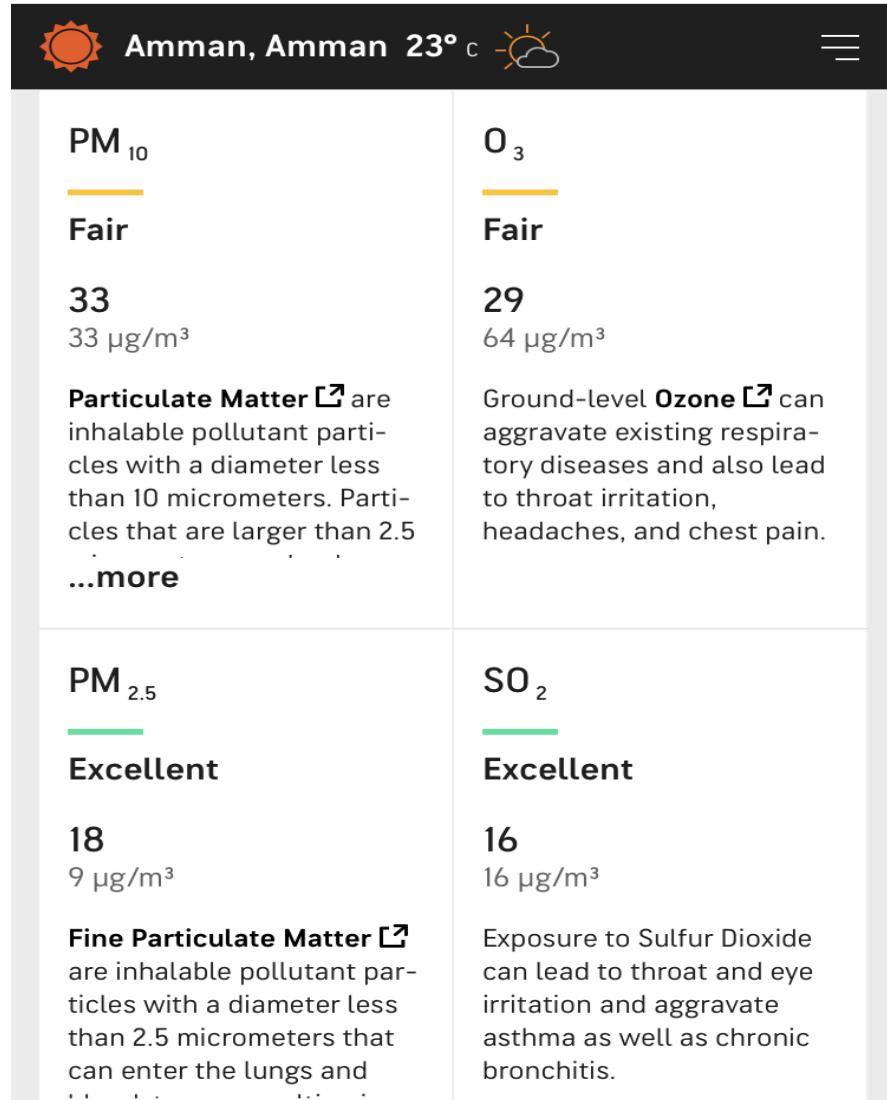 Amman, Amman 23° C
PM 10
Fair
33
33 µg/m³
Particulate Matter are
inhalable pollutant parti-
cles with a diameter less
than 10 micrometers. Parti-
cles that are larger than 2.5
...more
O 3
Fair
29
64 µg/m³
Ground-level Ozone can
aggravate existing respira-
tory diseases and also lead
to throat irritation,
headaches, and chest pain.
PM 2.5
Excellent
18
9 µg/m³
Fine Particulate Matter
are inhalable pollutant par-
ticles with a diameter less
than 2.5 micrometers that
can enter the lungs and
SO 2
Excellent
16
16 µg/m³
Exposure to Sulfur Dioxide
can lead to throat and eye
irritation and aggravate
asthma as well as chronic
bronchitis.